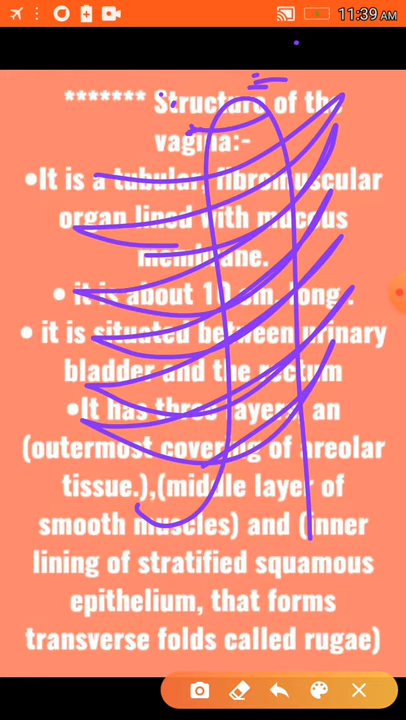 11:39 AM
******* Structure of the
vagina:-
•It is a tubular, fibromuscular
organ lined with mucous
membrane.
• it is about 10 cm. long.
• it is situated between urinary
bladder and the rectum
•It has three layers, an
(outermost covering of areolar
tissue.),(middle layer of
smooth muscles) and (inner
lining of stratified squamous
epithelium, that forms
transverse folds called rugae)